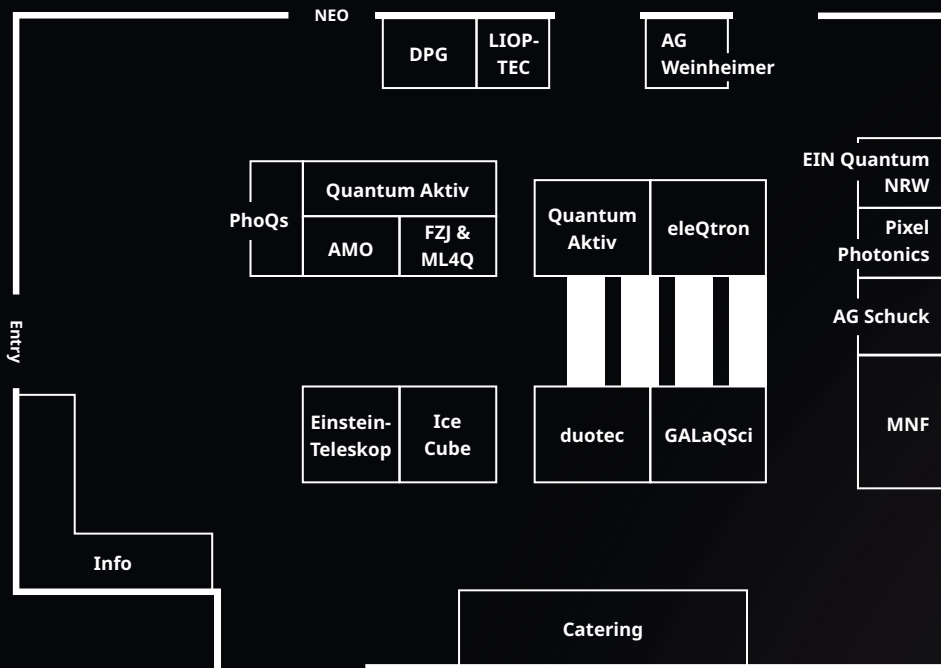 NEO
DPG
LIOP-
TEC
AG
Weinheimer
EIN Quantum
NRW
Quantum Aktiv
PhoQs
AMO
FZJ &
ML4Q
Quantum
Aktiv
eleQtron
Pixel
Photonics
AG Schuck
Entry
Einstein-
Teleskop
Ice
Cube
duotec
GALaQSci
MNF
Info
Catering